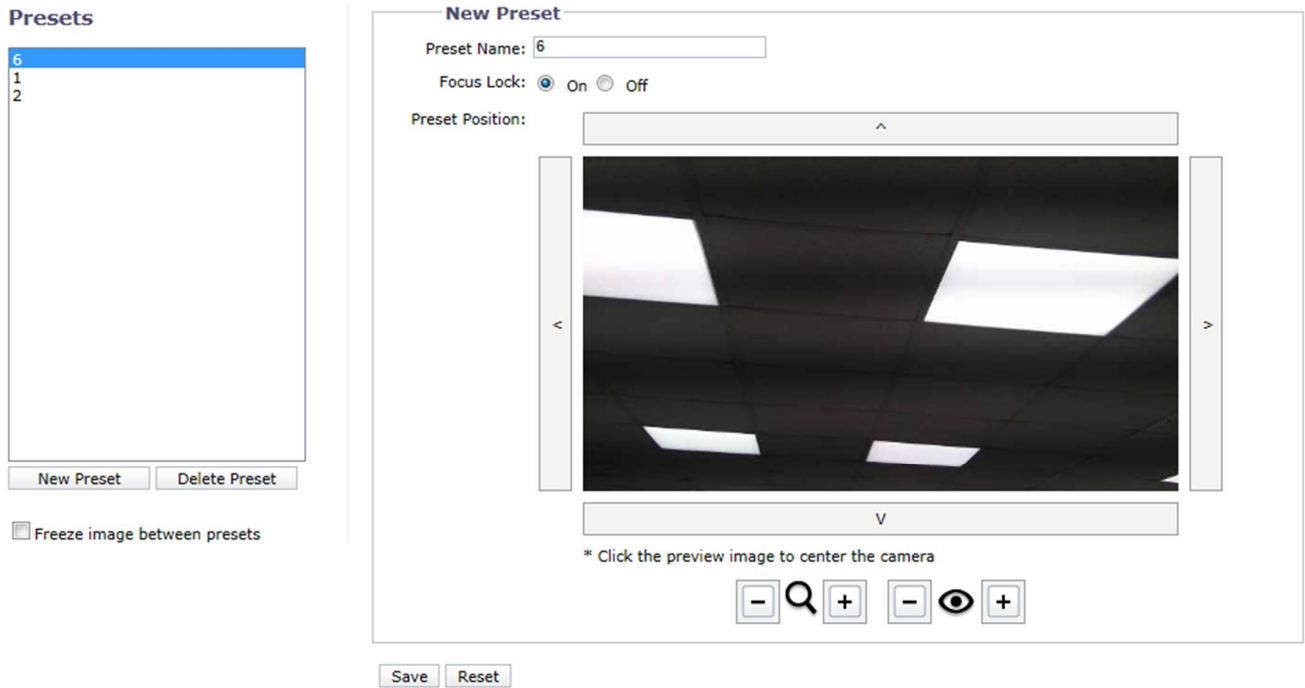 Presets
6
1
2
New Preset
Delete Preset
Freeze image between presets
New Preset
Preset Name: 6
Focus Lock: On Off
Preset Position:
^
<
>
V
* Click the preview image to center the camera
- + - +
Save Reset